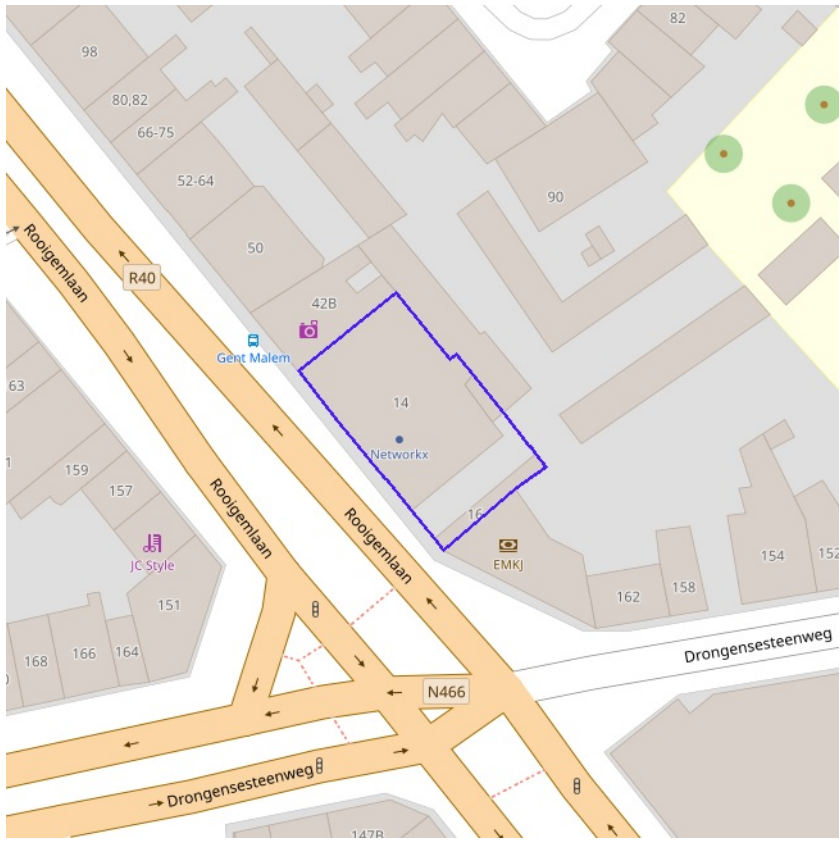 98
82
80,82
66-75
52-64
90
50
Rooigemlaan
R40
42B
Gent Malem
63
14
Networkx
159
157
Rooigemlaan
16
Rooigemlaan
JC Style
EMKJ
154
152
162
158
151
168
166
164
Drongensesteenweg
N466
Drongensesteenweg
147B